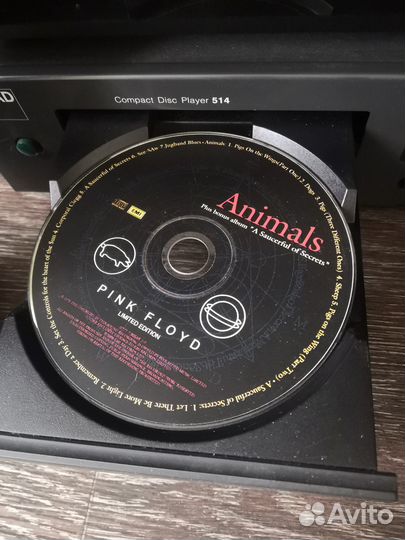 AD
Compact Disc Player 514
Animals
Plus bonus album "A Saucerful of Secrets"
EMI
PINK FLOYD
LIMITED EDITION
Animals 1. Pigs On the Wings(Part One) 2. Dogs 3. Pigs (Three Different Ones) 4. Sheep 5. Pigs on the Wing (Part Two) • A Saucerful of Secrets: 1. Let There Be More Light 2. Remember a Day 3. Set the Controls for the heart of the Sun 4. Corporal Clegg 5. A Saucerful of Secrets 6. See Saw 7. Jugband Blues •
Avito